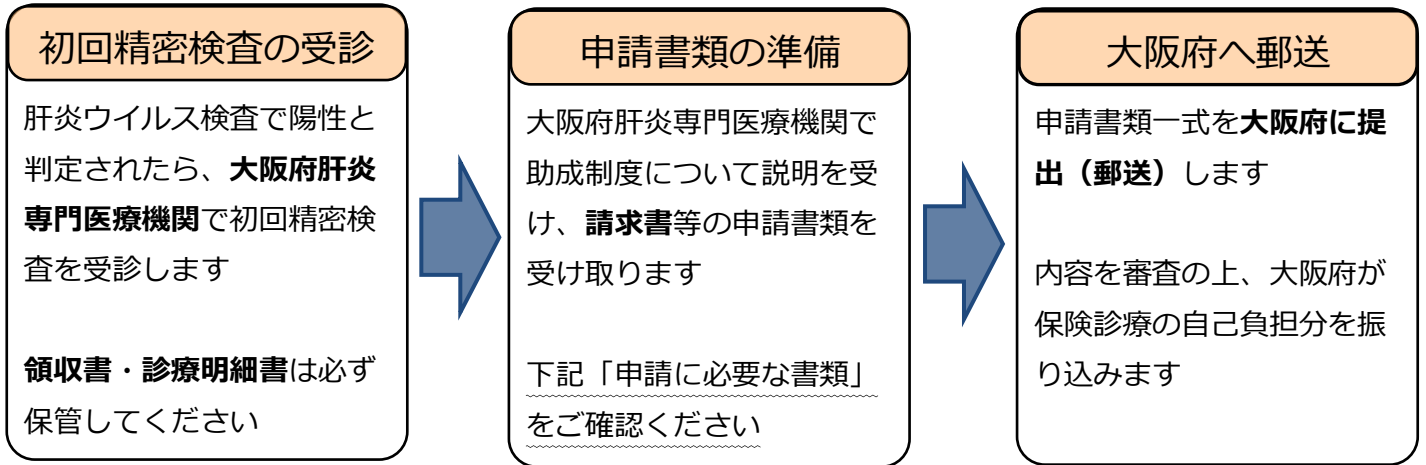 初回精密検査の受診
肝炎ウイルス検査で陽性と
判定されたら、大阪府肝炎
専門医療機関で初回精密検
査を受診します
領収書・診療明細書は必ず
保管してください
申請書類の準備
大阪府肝炎専門医療機関で
助成制度について説明を受
け、請求書等の申請書類を
受け取ります
下記「申請に必要な書類」
をご確認ください
大阪府へ郵送
申請書類一式を大阪府に提
出（郵送）します
内容を審査の上、大阪府が
保険診療の自己負担分を振
り込みます